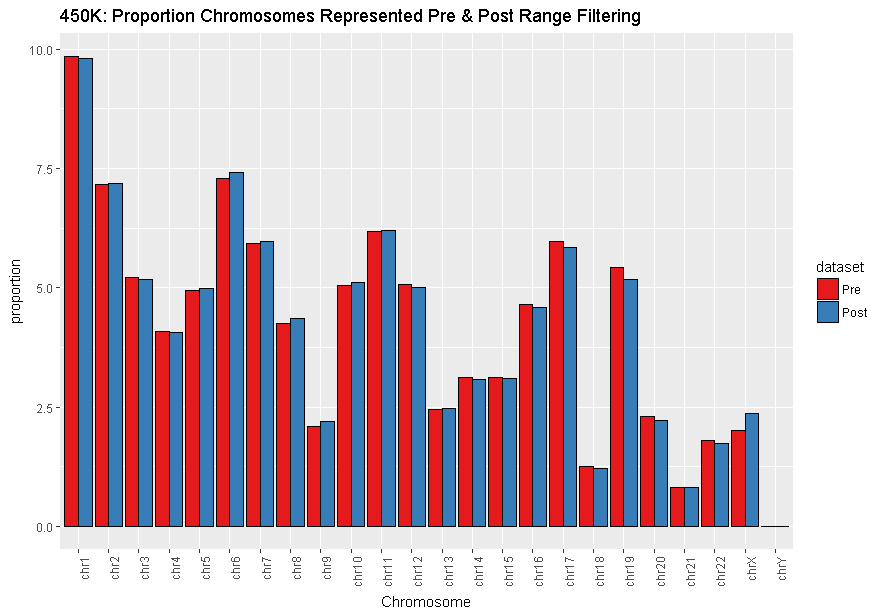 450K: Proportion Chromosomes Represented Pre & Post Range Filtering
10.0
7.5
5.0
2.5
0.0
proportion
chr1
chr2
chr3
chr4
chr5
chr6
chr7
chr8
chr9
chr10
chr11
chr12
chr13
chr14
chr15
chr16
chr17
chr18
chr19
chr20
chr21
chr22
chrX
chrY
Chromosome
dataset
Pre
Post